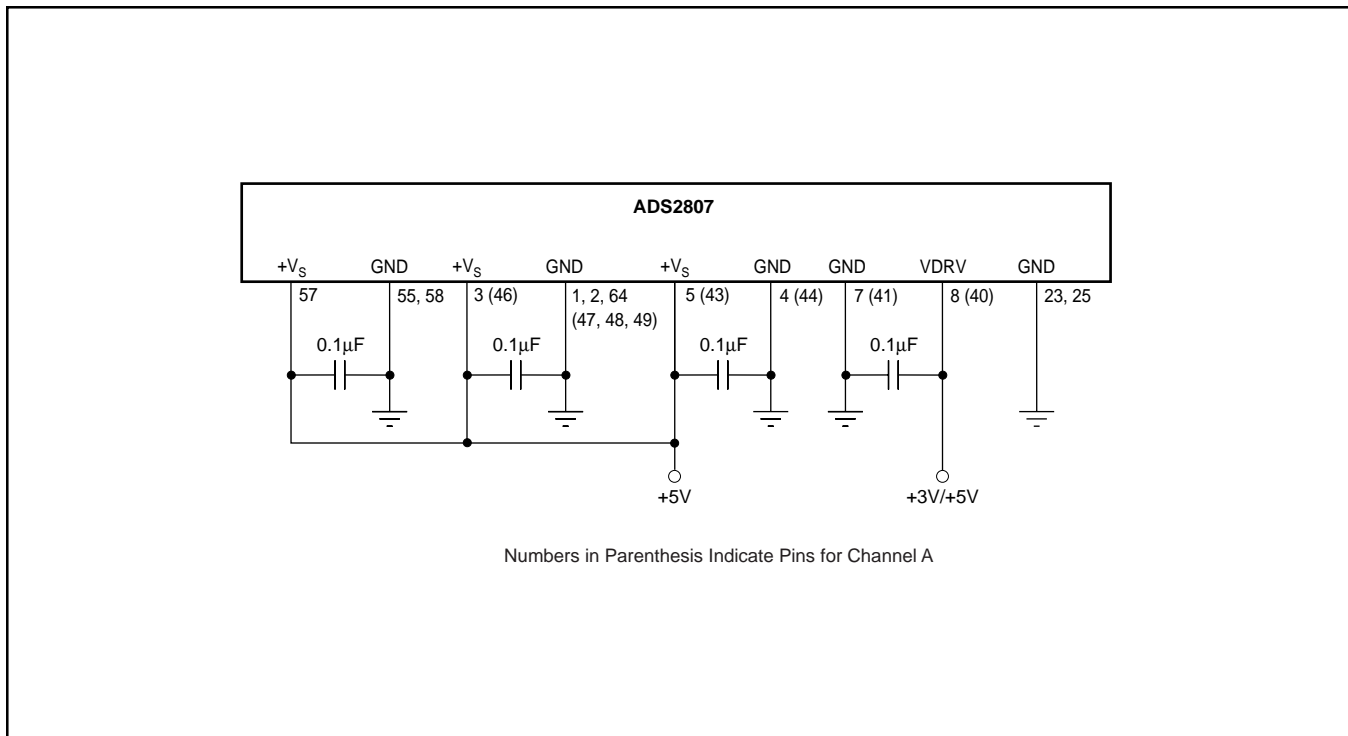 ADS2807
+VS GND +VS GND +VS GND GND VDRV GND
57 55, 58 3 (46) 1, 2, 64 5 (43) 4 (44) 7 (41) 8 (40) 23, 25
(47, 48, 49)
0.1µF 0.1µF 0.1µF 0.1µF
+5V +3V/+5V
Numbers in Parenthesis Indicate Pins for Channel A